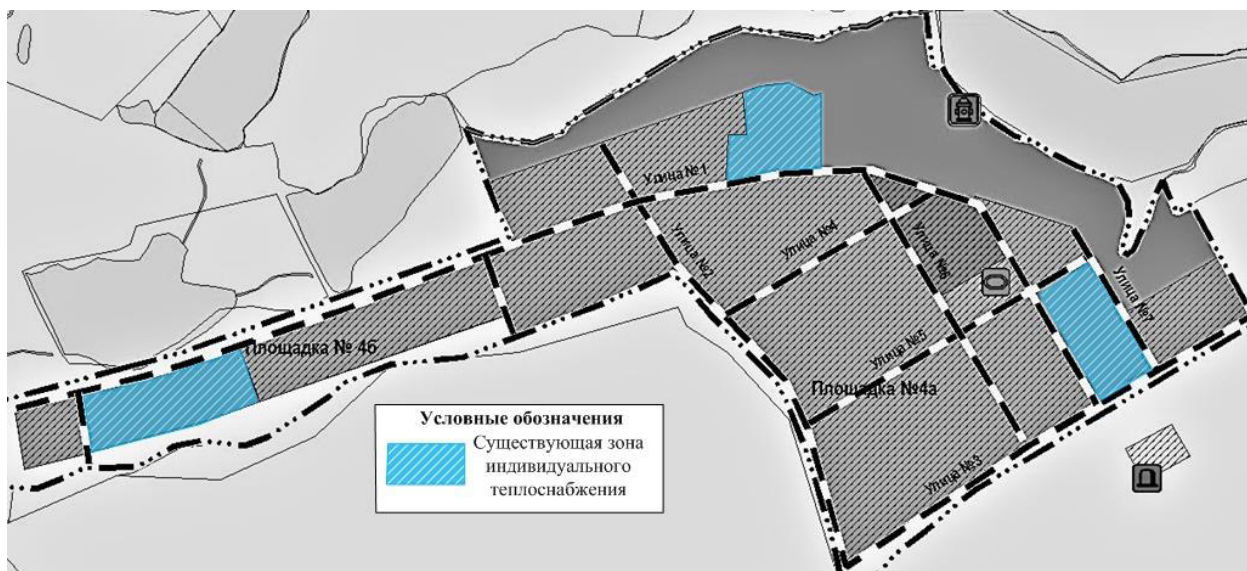 Улица №1
Улица №2
Улица №4
Улица №6
Улица №7
Площадка № 4б
Улица №5
Площадка №4а
Улица №3
Условные обозначения
Существующая зона
индивидуального
теплоснабжения